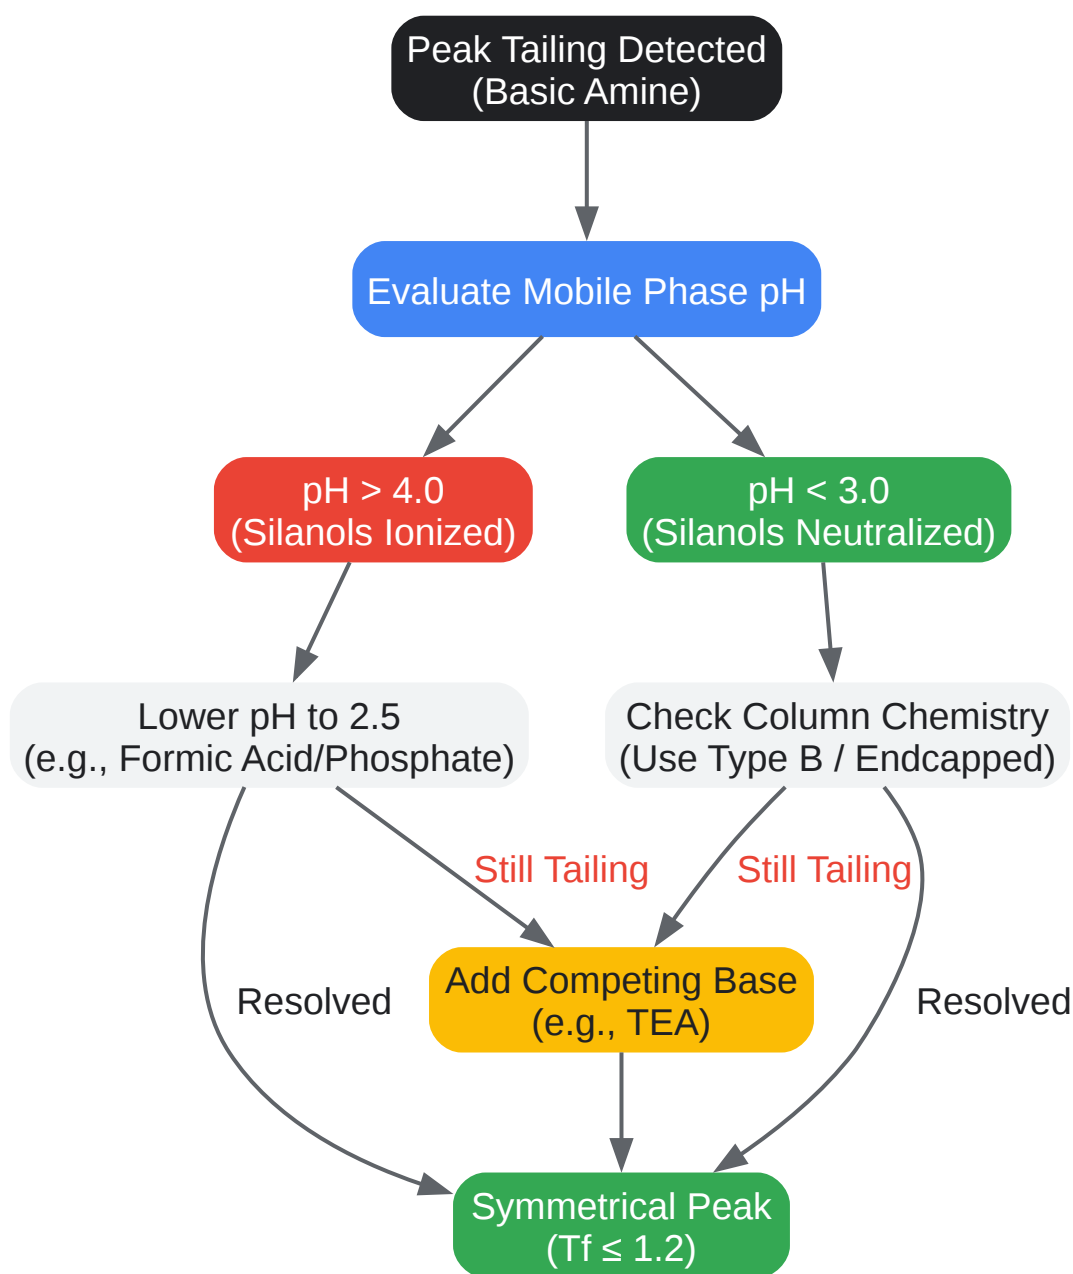 Peak Tailing Detected
(Basic Amine)
Evaluate Mobile Phase pH
pH > 4.0
(Silanols Ionized)
pH < 3.0
(Silanols Neutralized)
Lower pH to 2.5
(e.g., Formic Acid/Phosphate)
Check Column Chemistry
(Use Type B / Endcapped)
Still Tailing
Still Tailing
Add Competing Base
(e.g., TEA)
Resolved
Resolved
Symmetrical Peak
(Tf ≤ 1.2)